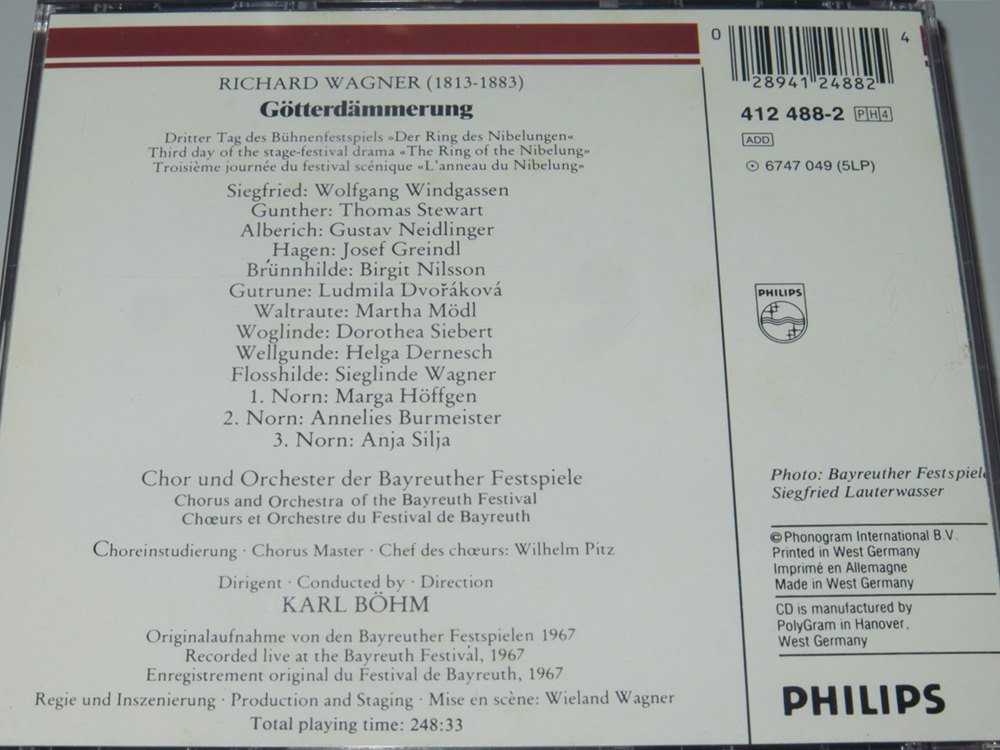 RICHARD WAGNER (1813-1883)
Götterdämmerung
Dritter Tag des Bühnenfestspiels »Der Ring des Nibelungen«
Third day of the stage-festival drama «The Ring of the Nibelung»
Troisième journée du festival scénique «L'anneau du Nibelung»
Siegfried: Wolfgang Windgassen
Gunther: Thomas Stewart
Alberich: Gustav Neidlinger
Hagen: Josef Greindl
Brünnhilde: Birgit Nilsson
Gutrune: Ludmila Dvořáková
Waltraute: Martha Mödl
Woglinde: Dorothea Siebert
Wellgunde: Helga Dernesch
Flosshilde: Sieglinde Wagner
1. Norn: Marga Höffgen
2. Norn: Annelies Burmeister
3. Norn: Anja Silja
Chor und Orchester der Bayreuther Festspiele
Chorus and Orchestra of the Bayreuth Festival
Chœurs et Orchestre du Festival de Bayreuth
Choreinstudierung · Chorus Master · Chef des chœurs: Wilhelm Pitz
Dirigent · Conducted by · Direction
KARL BÖHM
Originalaufnahme von den Bayreuther Festspielen 1967
Recorded live at the Bayreuth Festival, 1967
Enregistrement original du Festival de Bayreuth, 1967
Regie und Inszenierung · Production and Staging · Mise en scène: Wieland Wagner
Total playing time: 248:33
0 28941 24882 4
412 488-2 PH4
ADD
6747 049 (5LP)
PHILIPS
Photo: Bayreuther Festspiele
Siegfried Lauterwasser
© Phonogram International B.V.
Printed in West Germany
Imprimé en Allemagne
Made in West Germany
CD is manufactured by
PolyGram in Hanover,
West Germany
PHILIPS